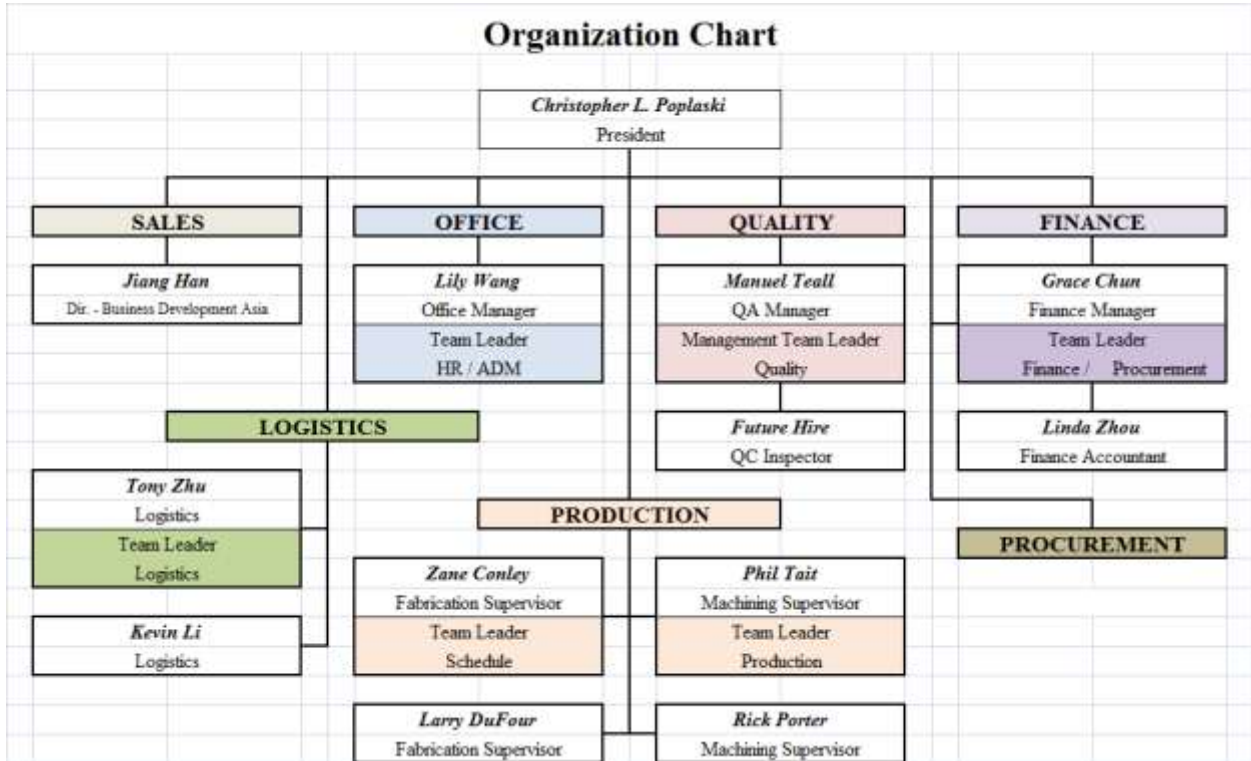 Organization Chart
Christopher L. Poplaski
President
SALES
OFFICE
QUALITY
FINANCE
Jiang Han
Dir. - Business Development Asia
Lily Wang
Office Manager
Team Leader
HR / ADM
Manuel Teall
QA Manager
Management Team Leader
Quality
Grace Chun
Finance Manager
Team Leader
Finance / Procurement
LOGISTICS
Future Hire
QC Inspector
Linda Zhou
Finance Accountant
Tony Zhu
Logistics
Team Leader
Logistics
PRODUCTION
PROCUREMENT
Zane Conley
Fabrication Supervisor
Team Leader
Schedule
Phil Tait
Machining Supervisor
Team Leader
Production
Kevin Li
Logistics
Larry DuFour
Fabrication Supervisor
Rick Porter
Machining Supervisor